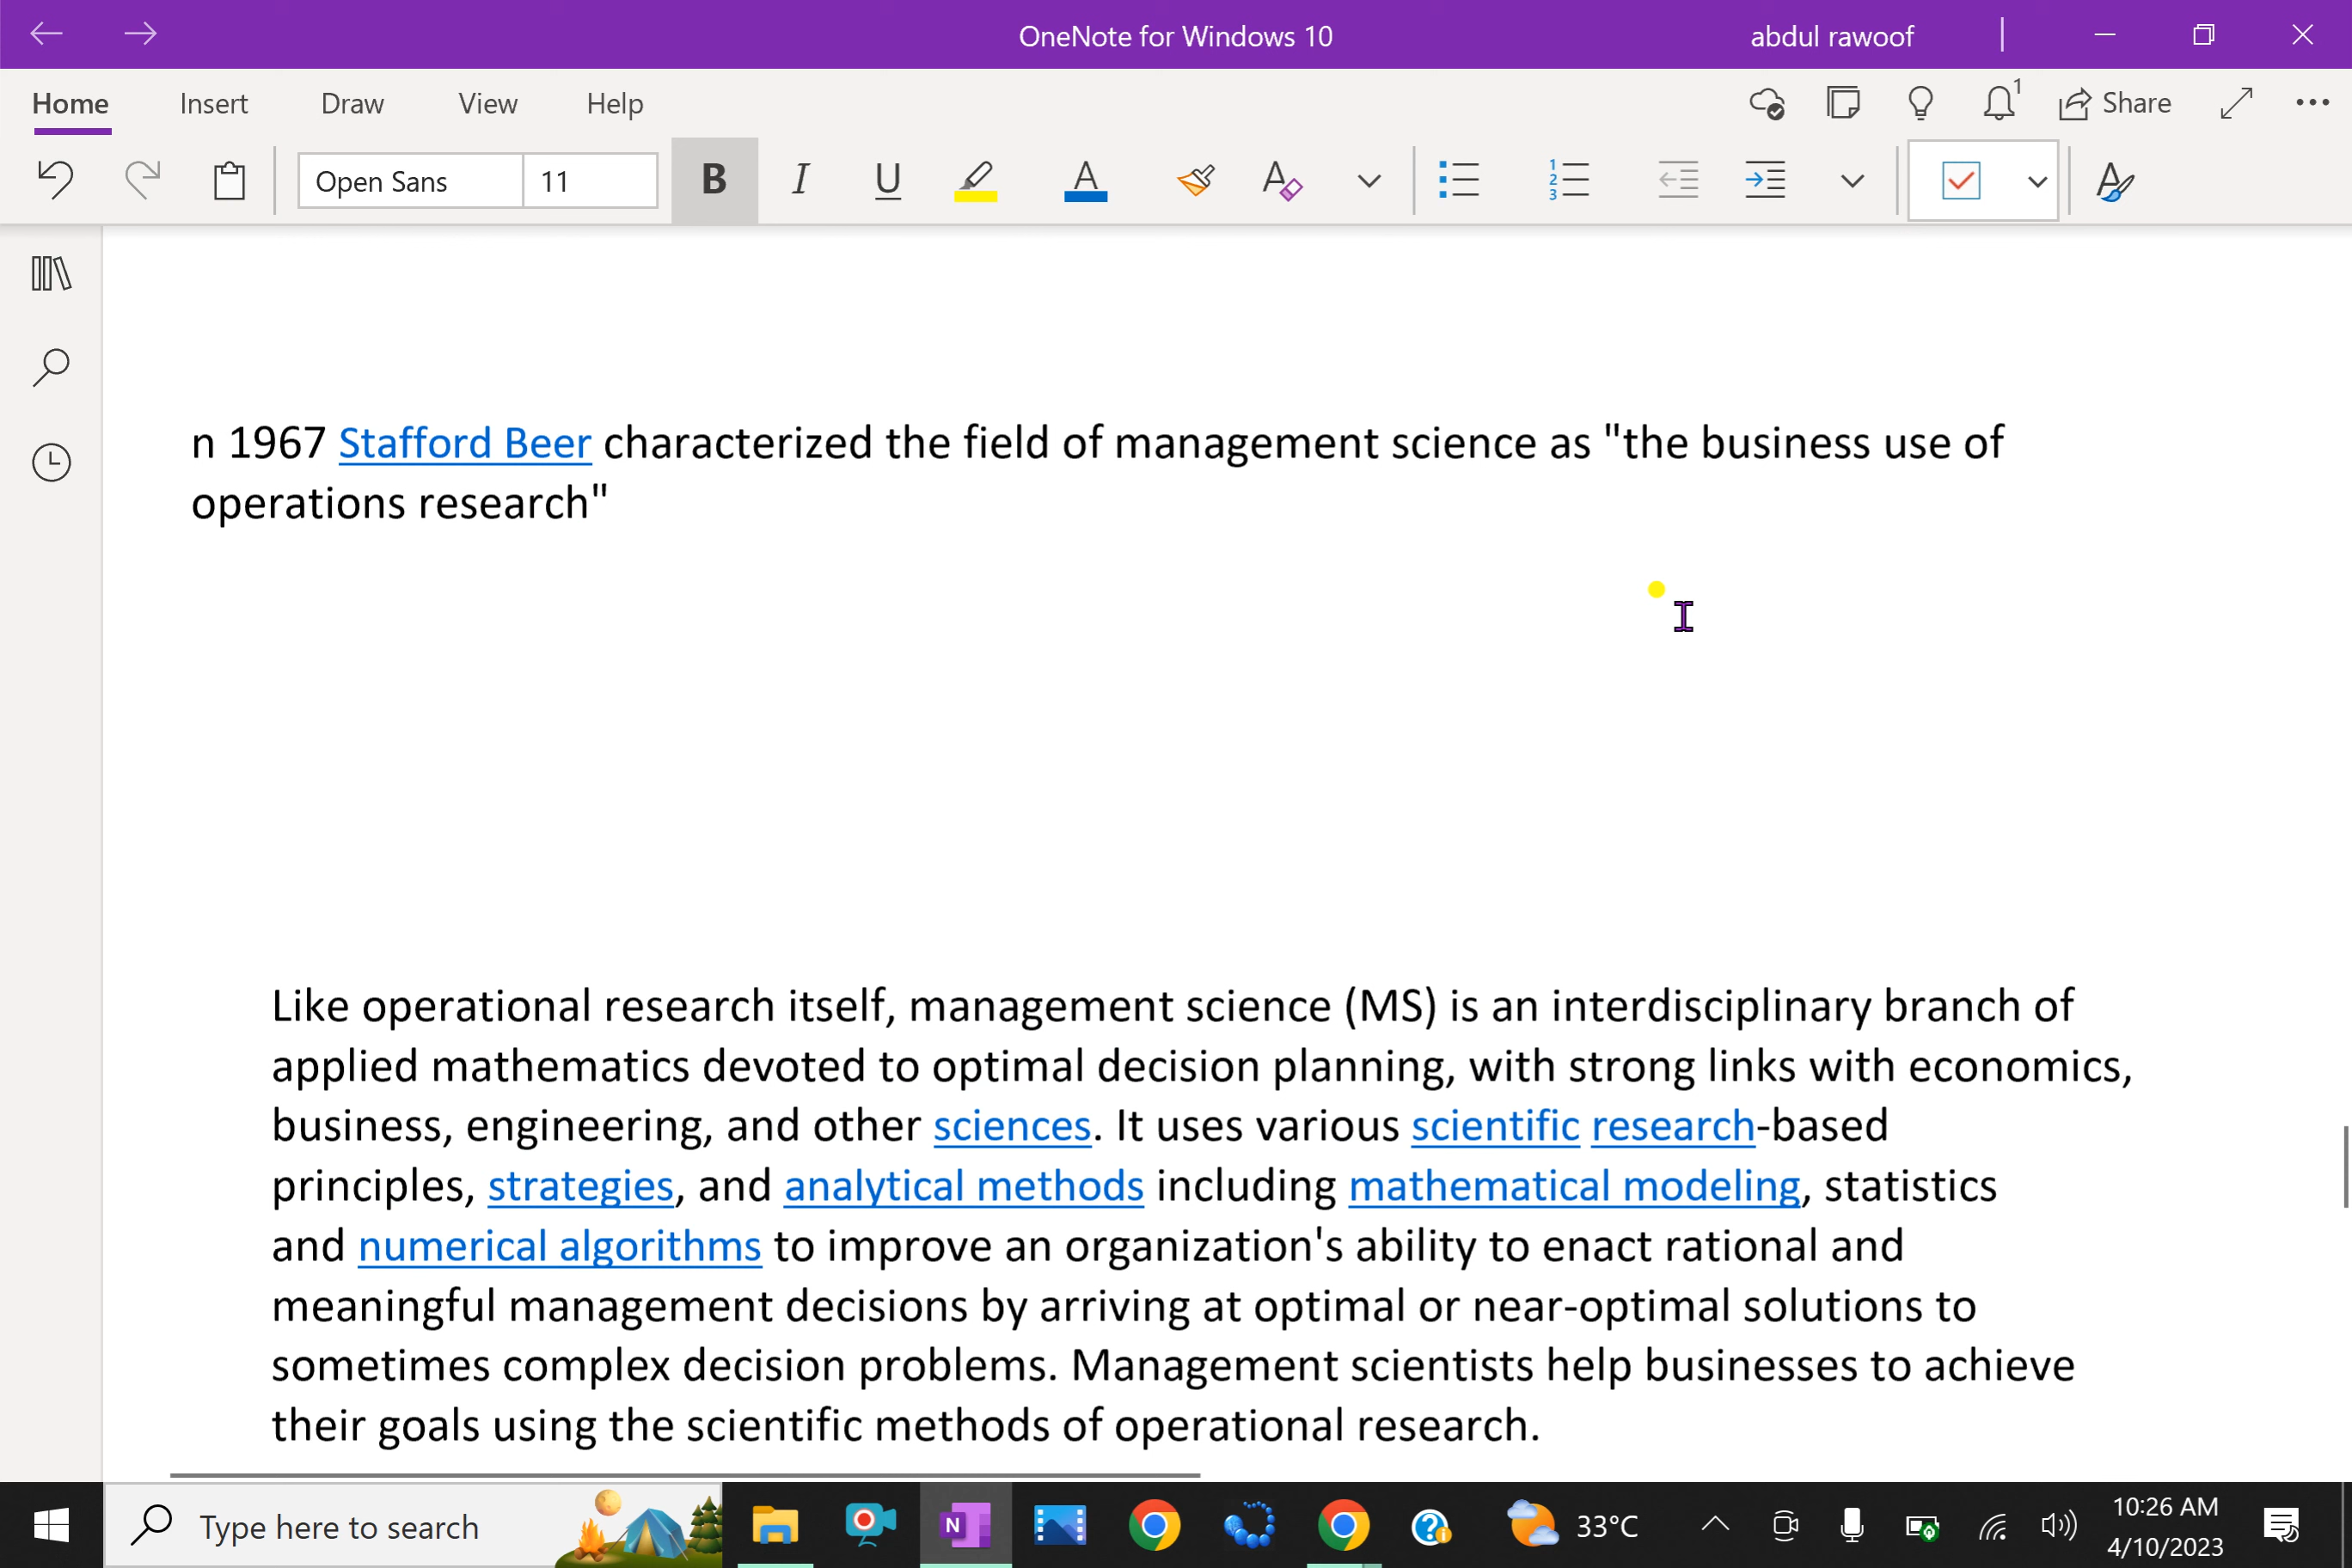 OneNote for Windows 10
abdul rawoof
Home Insert Draw View Help
1
Share
Open Sans 11 B I U A A
n 1967 Stafford Beer characterized the field of management science as "the business use of
operations research"
Like operational research itself, management science (MS) is an interdisciplinary branch of
applied mathematics devoted to optimal decision planning, with strong links with economics,
business, engineering, and other sciences. It uses various scientific research-based
principles, strategies, and analytical methods including mathematical modeling, statistics
and numerical algorithms to improve an organization's ability to enact rational and
meaningful management decisions by arriving at optimal or near-optimal solutions to
sometimes complex decision problems. Management scientists help businesses to achieve
their goals using the scientific methods of operational research.
Type here to search
N
33°C
10:26 AM
4/10/2023